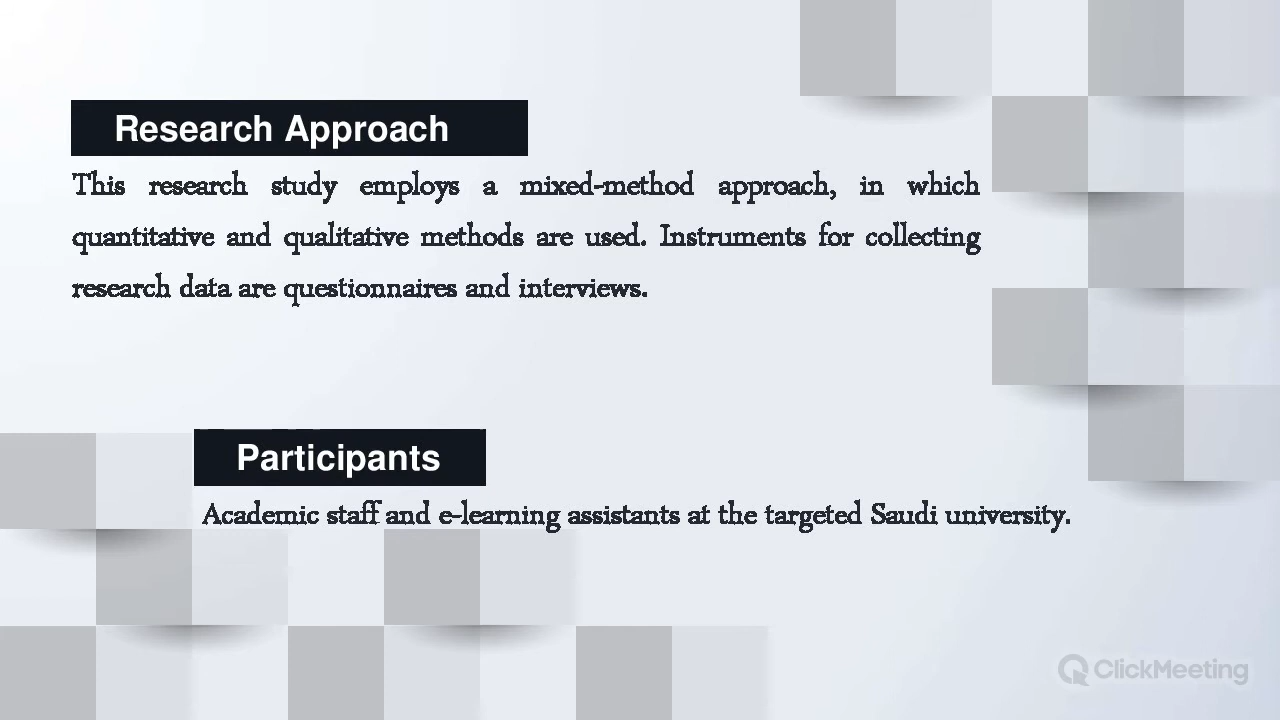 Research Approach
This research study employs a mixed-method approach, in which
quantitative and qualitative methods are used. Instruments for collecting
research data are questionnaires and interviews.
Participants
Academic staff and e-learning assistants at the targeted Saudi university.
ClickMeeting